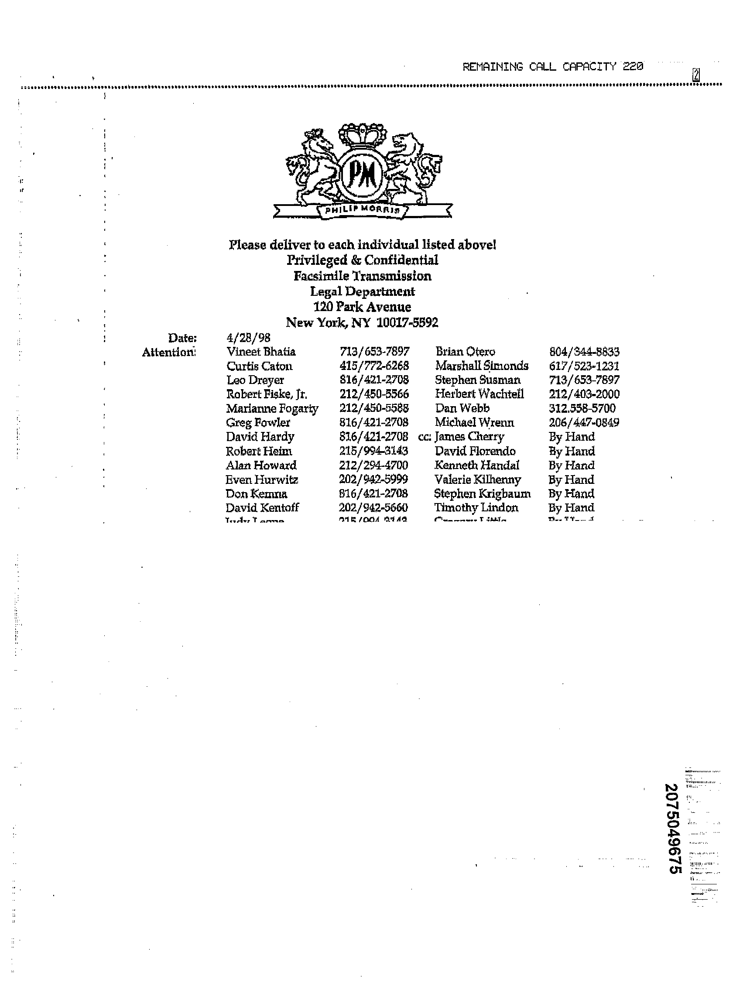 REMAINING CALL CAPACITY 220
2
PM
PHILIP MORRIS
Please deliver to each individual listed above!
Privileged & Confidential
Facsimile Transmission
Legal Department
120 Park Avenue
New York, NY 10017-5592
Date: 4/28/98
Attention: Vineet Bhatia 713/653-7897 Brian Otero 804/344-8833
Curtis Caton 415/772-6268 Marshall Simonds 617/523-1231
Leo Dreyer 816/421-2708 Stephen Susman 713/653-7897
Robert Fiske, Jr. 212/450-5566 Herbert Wachtell 212/403-2000
Marianne Fogarty 212/450-5588 Dan Webb 312.558-5700
Greg Fowler 816/421-2708 Michael Wrenn 206/447-0849
David Hardy 816/421-2708 cc: James Cherry By Hand
Robert Heim 215/994-3143 David Florendo By Hand
Alan Howard 212/294-4700 Kenneth Handal By Hand
Even Hurwitz 202/942-5999 Valerie Kilhenny By Hand
Don Kemna 816/421-2708 Stephen Krigbaum By Hand
David Kentoff 202/942-5660 Timothy Lindon By Hand
2075049675